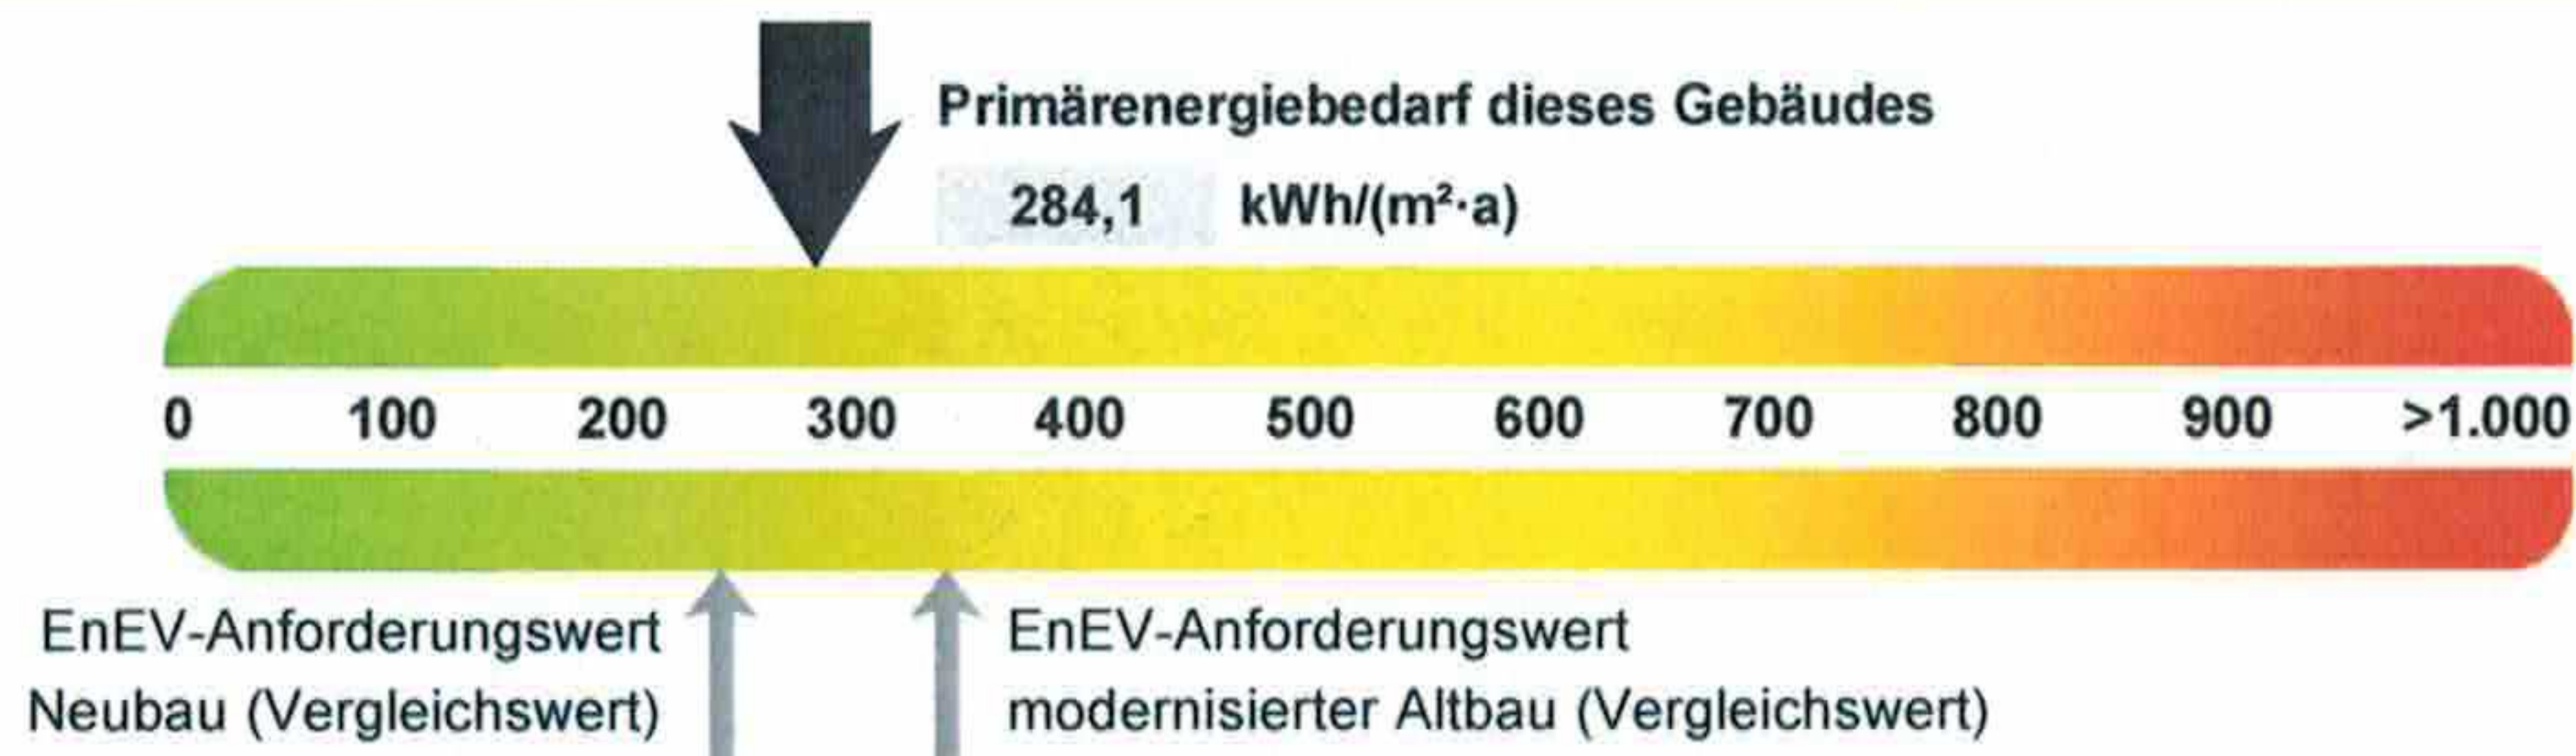 Primärenergiebedarf dieses Gebäudes
284,1 kWh/(m²·a)
0 100 200 300 400 500 600 700 800 900 >1.000
EnEV-Anforderungswert
Neubau (Vergleichswert)
EnEV-Anforderungswert
modernisierter Altbau (Vergleichswert)